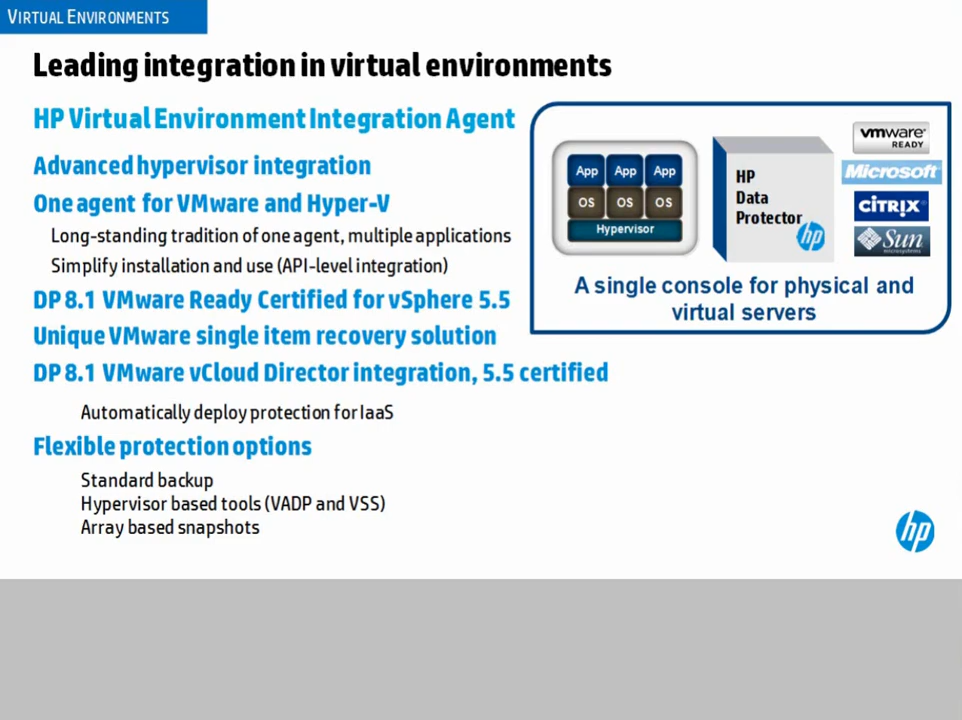 VIRTUAL ENVIRONMENTS
Leading integration in virtual environments
HP Virtual Environment Integration Agent
Advanced hypervisor integration
One agent for VMware and Hyper-V
Long-standing tradition of one agent, multiple applications
Simplify installation and use (API-level integration)
DP 8.1 VMware Ready Certified for vSphere 5.5
Unique VMware single item recovery solution
DP 8.1 VMware vCloud Director integration, 5.5 certified
Automatically deploy protection for IaaS
Flexible protection options
Standard backup
Hypervisor based tools (VADP and VSS)
Array based snapshots
App App App
OS OS OS
Hypervisor
HP
Data
Protector
hp
vmware
READY
Microsoft
CITRIX
Sun
microsystems
A single console for physical and
virtual servers
hp